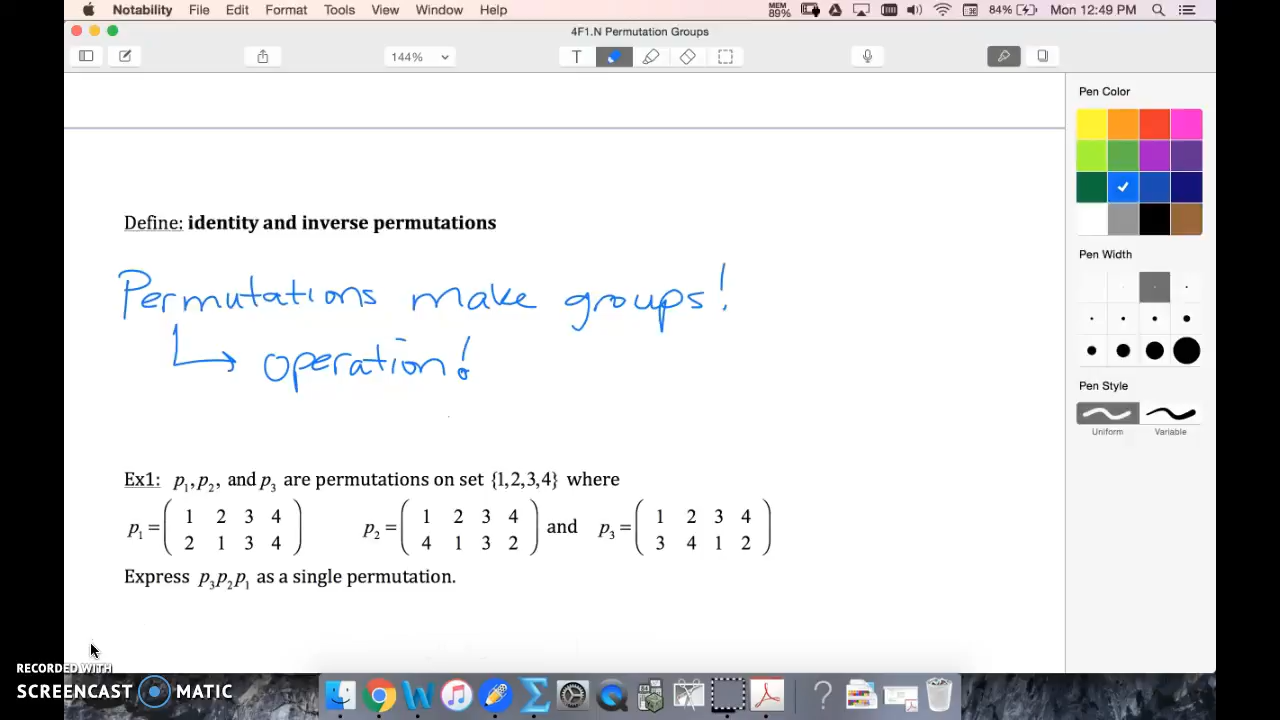 Notability File Edit Format Tools View Window Help MEM 89% 84% Mon 12:49 PM
4F1.N Permutation Groups
144% T
Pen Color
Define: identity and inverse permutations
Permutations make groups!
operation!
Pen Width
Pen Style
Uniform Variable
Ex1: p₁, p₂, and p₃ are permutations on set {1,2,3,4} where
p₁ = ( 1 2 3 4 ) p₂ = ( 1 2 3 4 ) and p₃ = ( 1 2 3 4 )
( 2 1 3 4 ) ( 4 1 3 2 ) ( 3 4 1 2 )
Express p₃p₂p₁ as a single permutation.
RECORDED WITH
SCREENCAST MATIC